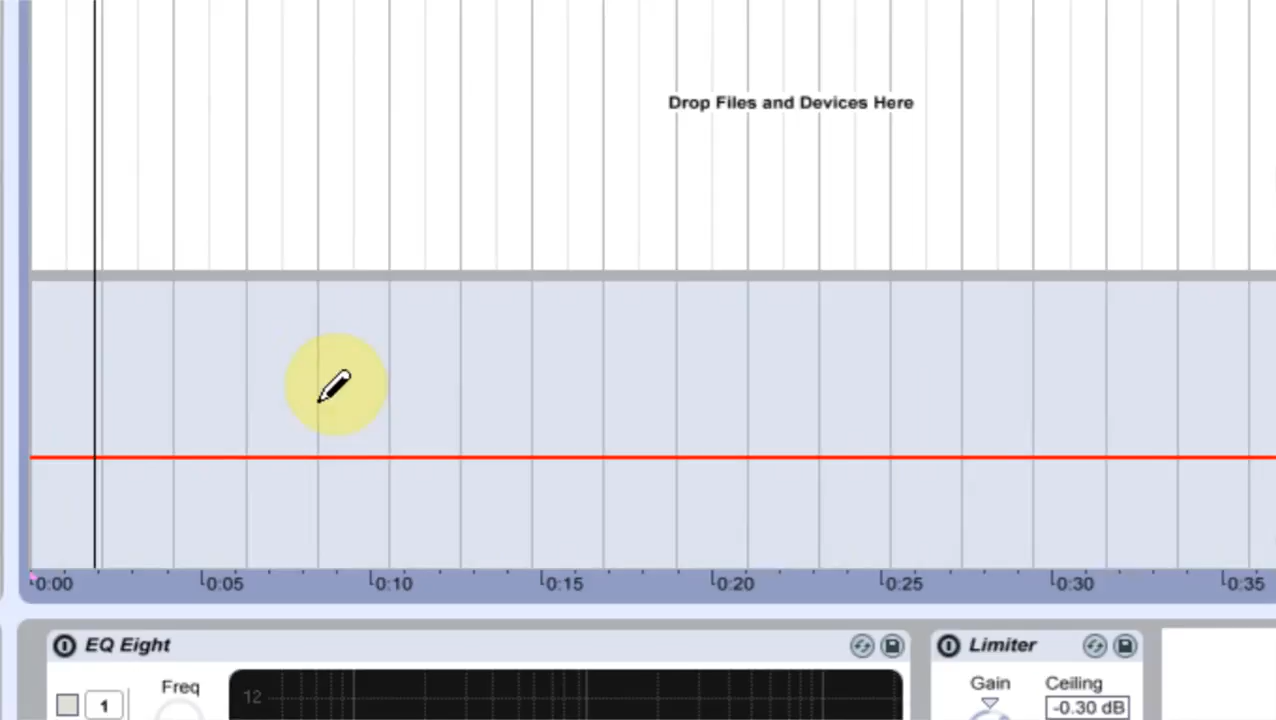 Drop Files and Devices Here
0:00 0:05 0:10 0:15 0:20 0:25 0:30 0:35
EQ Eight
Limiter
Freq
12
1
Gain
Ceiling
-0.30 dB